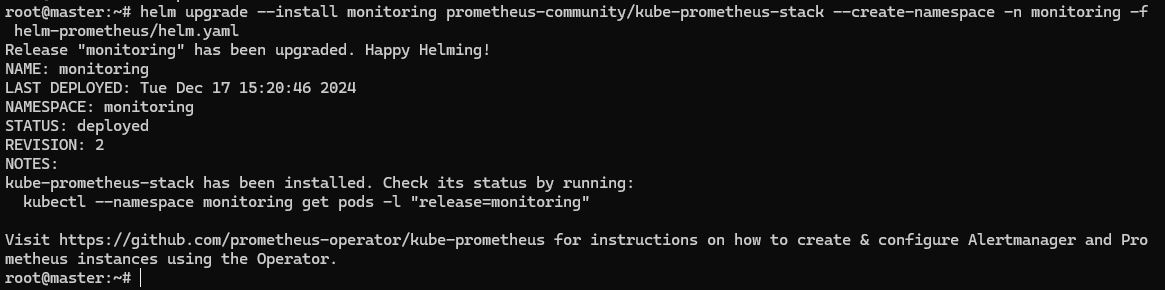 root@master:~# helm upgrade --install monitoring prometheus-community/kube-prometheus-stack --create-namespace -n monitoring -f
 helm-prometheus/helm.yaml
Release "monitoring" has been upgraded. Happy Helming!
NAME: monitoring
LAST DEPLOYED: Tue Dec 17 15:20:46 2024
NAMESPACE: monitoring
STATUS: deployed
REVISION: 2
NOTES:
kube-prometheus-stack has been installed. Check its status by running:
  kubectl --namespace monitoring get pods -l "release=monitoring"

Visit https://github.com/prometheus-operator/kube-prometheus for instructions on how to create & configure Alertmanager and Pro
metheus instances using the Operator.
root@master:~#